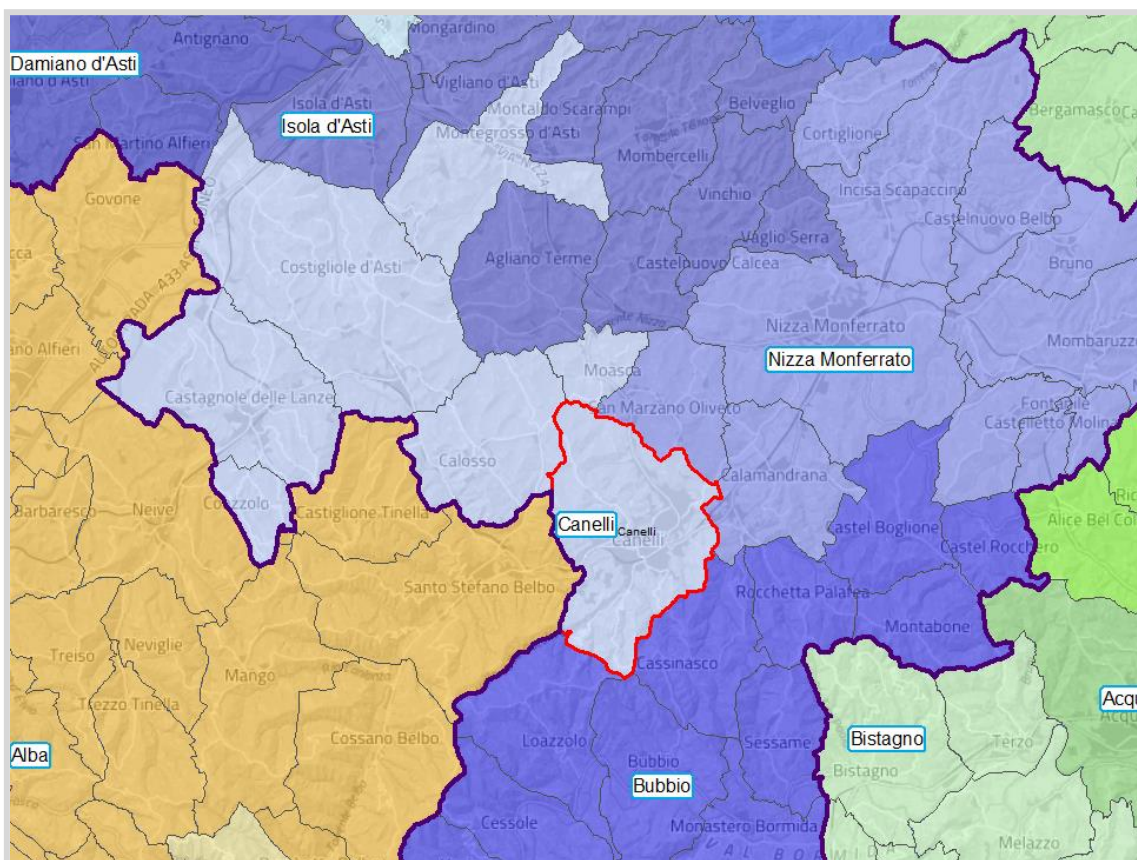 Mongardino
Antignano
Damiano d'Asti
Vigliano d'Asti
Belveglio
Isola d'Asti
Isola d'Asti
Montaldo Scarampi
Bergamasco
Montegrosso d'Asti
Cortiglione
San Martino Alfieri
Mombercelli
Govone
Vinchio
Incisa Scapaccino
Castelnuovo Belbo
Vaglio Serra
Costigliole d'Asti
Agliano Terme
Castelnuovo Calcea
Bruno
Nizza Monferrato
Mombaruzzo
Nizza Monferrato
Moasca
Castagnole delle Lanze
San Marzano Oliveto
Fontanile
Castelletto Molina
Calosso
Calamandrana
Coazzolo
Neive
Barbaresco
Castiglione Tinella
Canelli
Canelli
Canelli
Castel Boglione
Alice Bel Col
Castel Rocchero
Santo Stefano Belbo
Rocchetta Palafea
Montabone
Neviglie
Treiso
Mango
Cassinasco
Trezzo Tinella
Acqu
Cossano Belbo
Loazzolo
Sessame
Bistagno
Terzo
Alba
Bubbio
Bubbio
Bistagno
Cessole
Monastero Bormida
Melazzo